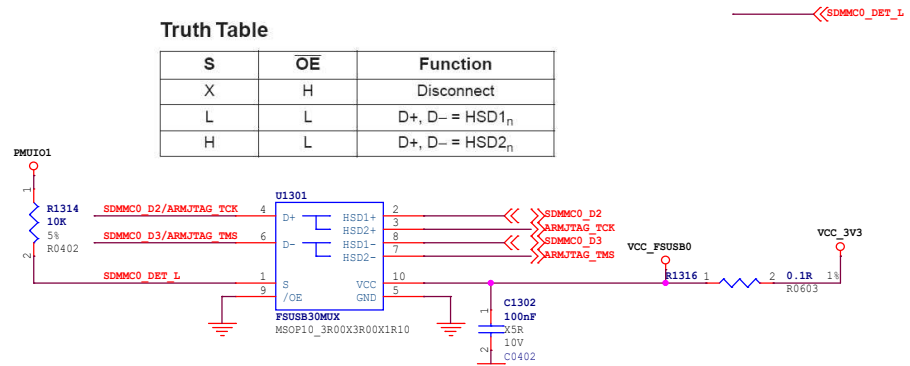 SDMMC0_DET_L
Truth Table
S OE Function
X H Disconnect
L L D+, D– = HSD1n
H L D+, D– = HSD2n
PMUIO1
1
R1314
10K
5%
R0402
2
U1301
SDMMC0_D2/ARMJTAG_TCK 4 D+ HSD1+ 2 SDMMC0_D2
HSD2+ 3 ARMJTAG_TCK
SDMMC0_D3/ARMJTAG_TMS 6 D- HSD1- 8 SDMMC0_D3
HSD2- 7 ARMJTAG_TMS
SDMMC0_DET_L 1 S VCC 10
9 /OE GND 5
FSUSB30MUX
MSOP10_3R00X3R00X1R10
VCC_FSUSB0
VCC_3V3
R1316 1 2 0.1R 1%
R0603
1
C1302
100nF
X5R
10V
2
C0402